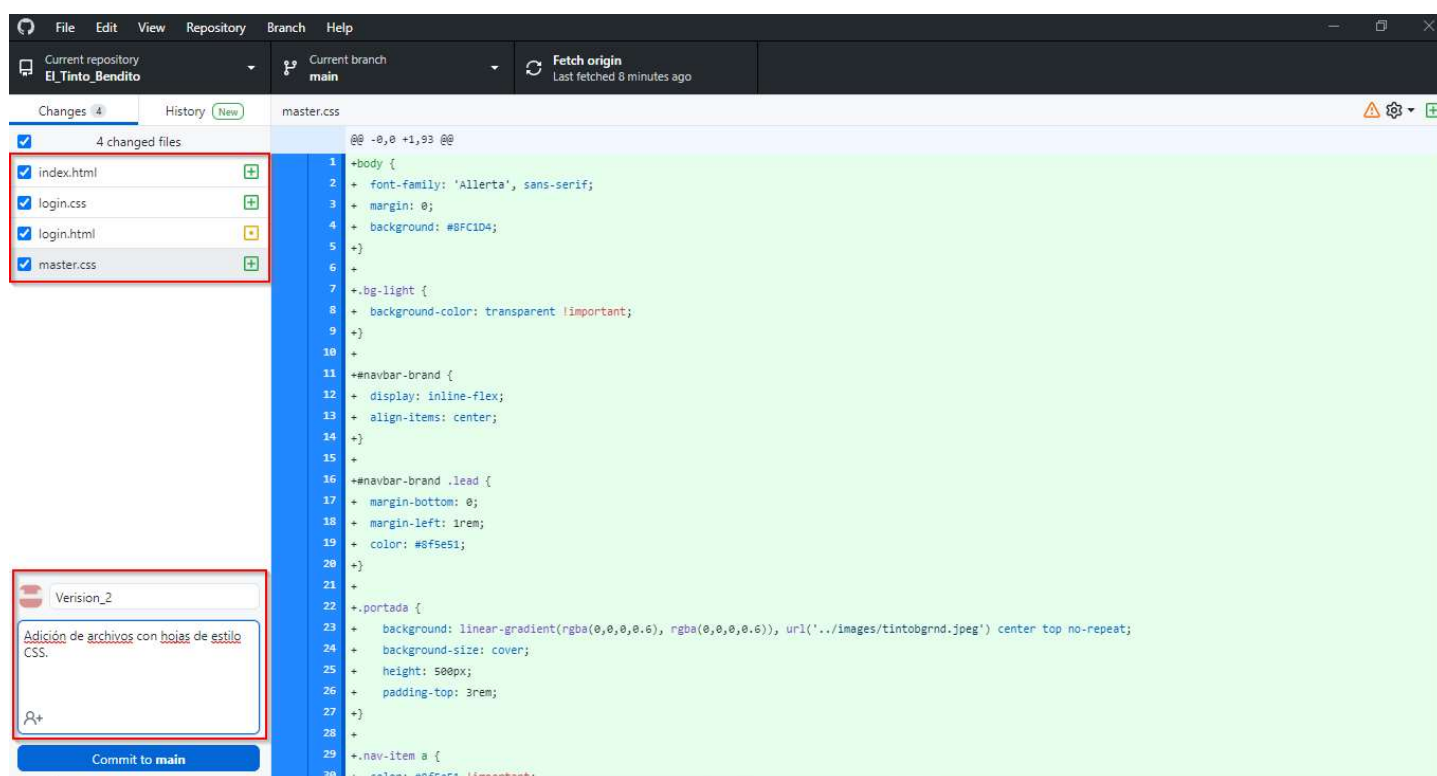 File Edit View Repository Branch Help
Current repository
El_Tinto_Bendito
Current branch
main
Fetch origin
Last fetched 8 minutes ago
Changes 4 History New
master.css
4 changed files
index.html
login.css
login.html
master.css
@@ -0,0 +1,93 @@
1 +body {
2 + font-family: 'Allerta', sans-serif;
3 + margin: 0;
4 + background: #8FC1D4;
5 +}
6 +
7 +.bg-light {
8 + background-color: transparent !important;
9 +}
10 +
11 +#navbar-brand {
12 + display: inline-flex;
13 + align-items: center;
14 +}
15 +
16 +#navbar-brand .lead {
17 + margin-bottom: 0;
18 + margin-left: 1rem;
19 + color: #8f5e51;
20 +}
21 +
22 +.portada {
23 + background: linear-gradient(rgba(0,0,0,0.6), rgba(0,0,0,0.6)), url('../images/tintobgrnd.jpeg') center top no-repeat;
24 + background-size: cover;
25 + height: 500px;
26 + padding-top: 3rem;
27 +}
28 +
29 +.nav-item a {
30 + color: #8f5e51 !important;
Verision_2
Adición de archivos con hojas de estilo
CSS.
Commit to main